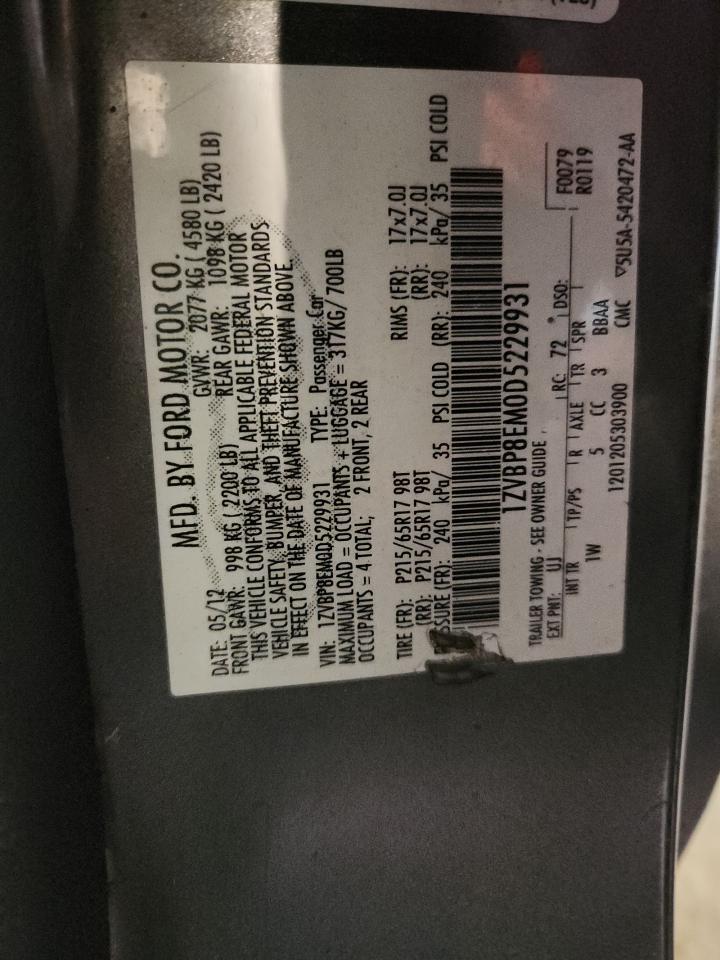 MFD. BY FORD MOTOR CO.
DATE: 05/12 GVWR: 2077 KG ( 4580 LB)
FRONT GAWR: 998 KG ( 2200 LB) REAR GAWR: 1098 KG ( 2420 LB)
THIS VEHICLE CONFORMS TO ALL APPLICABLE FEDERAL MOTOR
VEHICLE SAFETY, BUMPER, AND THEFT PREVENTION STANDARDS
IN EFFECT ON THE DATE OF MANUFACTURE SHOWN ABOVE.
VIN: 1ZVBP8EM0D5229931 TYPE: Passenger Car
MAXIMUM LOAD = OCCUPANTS + LUGGAGE = 317KG/ 700LB
OCCUPANTS = 4 TOTAL; 2 FRONT, 2 REAR
TIRE (FR): P215/65R17 98T RIMS (FR): 17x7.0J
(RR): P215/65R17 98T (RR): 17x7.0J
SSURE (FR): 240 kPa/ 35 PSI COLD (RR): 240 kPa/ 35 PSI COLD
1ZVBP8EM0D5229931
TRAILER TOWING - SEE OWNER GUIDE
EXT PNT: UJ RC: 72 DSO: F0079
INT TR TP/PS R AXLE TR SPR R0119
1W 5 CC 3 BBAA
1201205303900 CMC ▽5U5A-5420472-AA